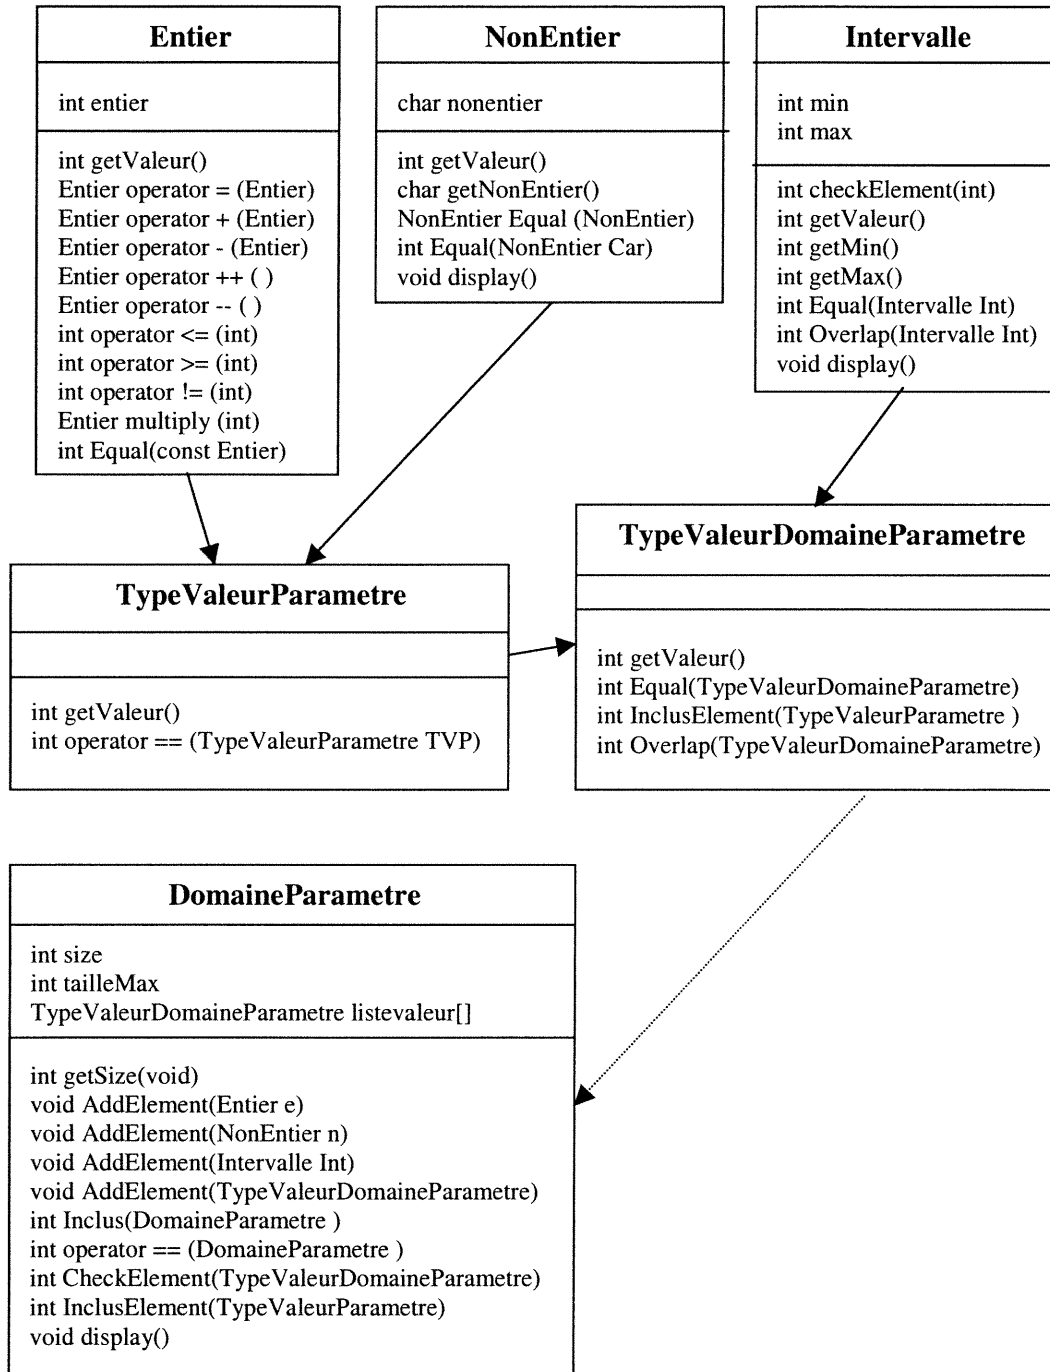 Entier
int entier
int getValeur()
Entier operator = (Entier)
Entier operator + (Entier)
Entier operator - (Entier)
Entier operator ++ ( )
Entier operator -- ( )
int operator <= (int)
int operator >= (int)
int operator != (int)
Entier multiply (int)
int Equal(const Entier)
NonEntier
char nonentier
int getValeur()
char getNonEntier()
NonEntier Equal (NonEntier)
int Equal(NonEntier Car)
void display()
Intervalle
int min
int max
int checkElement(int)
int getValeur()
int getMin()
int getMax()
int Equal(Intervalle Int)
int Overlap(Intervalle Int)
void display()
TypeValeurParametre
int getValeur()
int operator == (TypeValeurParametre TVP)
TypeValeurDomaineParametre
int getValeur()
int Equal(TypeValeurDomaineParametre)
int InclusElement(TypeValeurParametre )
int Overlap(TypeValeurDomaineParametre)
DomaineParametre
int size
int tailleMax
TypeValeurDomaineParametre listevaleur[]
int getSize(void)
void AddElement(Entier e)
void AddElement(NonEntier n)
void AddElement(Intervalle Int)
void AddElement(TypeValeurDomaineParametre)
int Inclus(DomaineParametre )
int operator == (DomaineParametre )
int CheckElement(TypeValeurDomaineParametre)
int InclusElement(TypeValeurParametre)
void display()